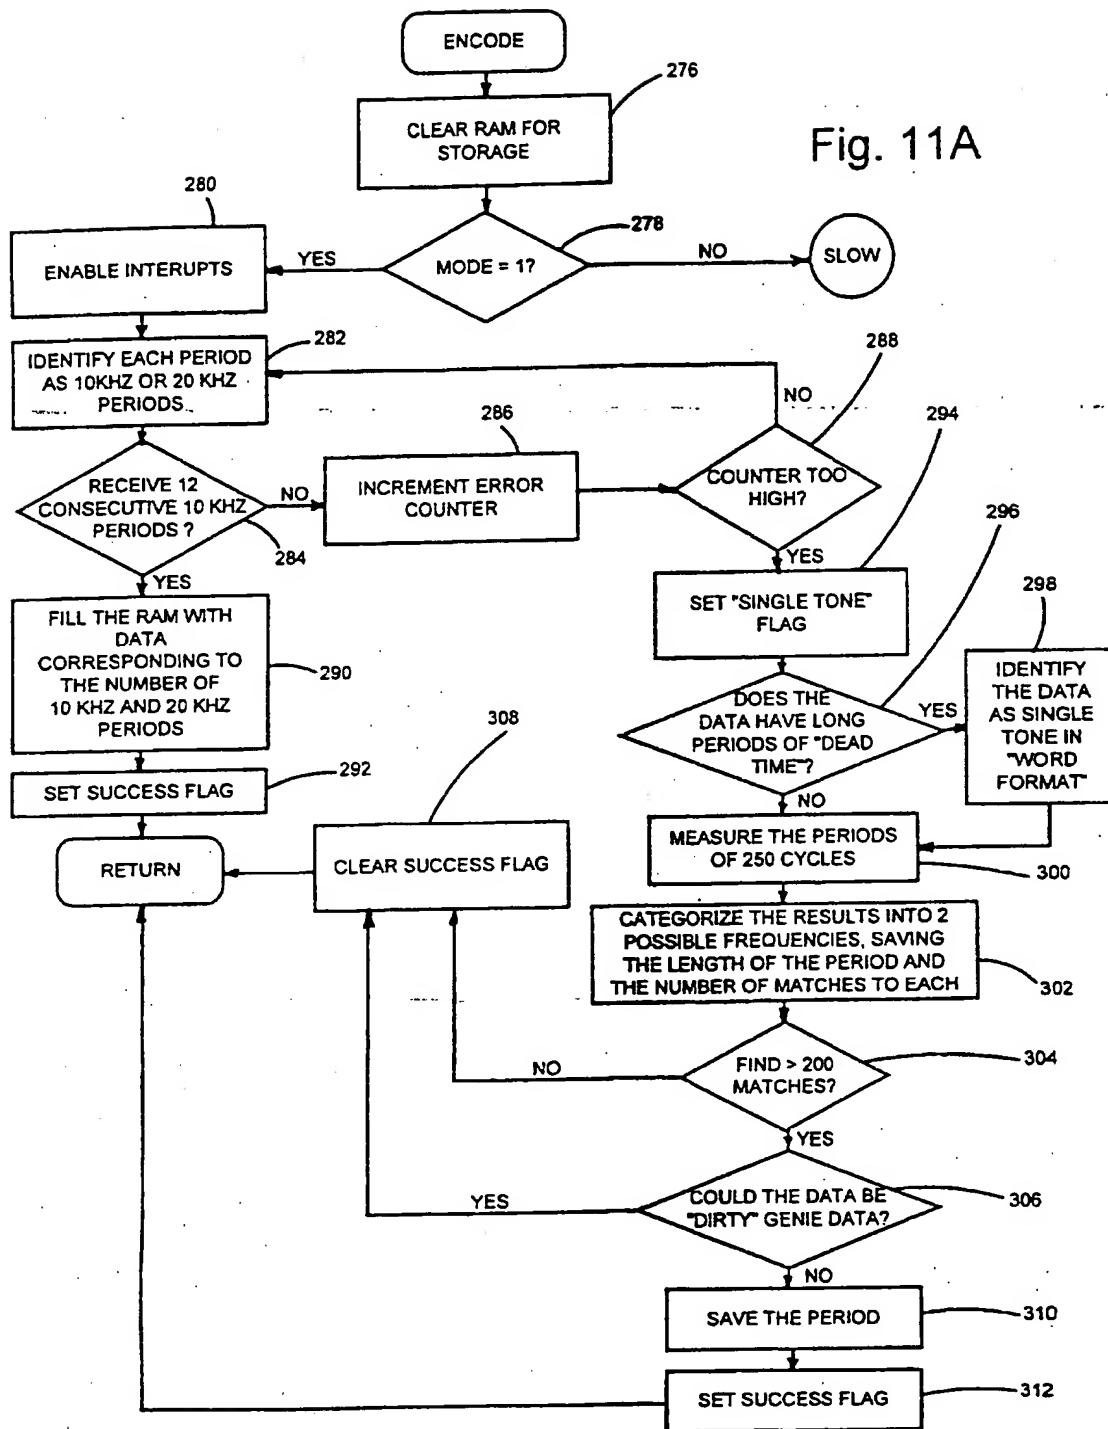 ENCODE
276
CLEAR RAM FOR
STORAGE
Fig. 11A
280
278
ENABLE INTERUPTS
YES
MODE = 1?
NO
SLOW
282
IDENTIFY EACH PERIOD
AS 10KHZ OR 20 KHZ
PERIODS
288
NO
286
294
RECEIVE 12
CONSECUTIVE 10 KHZ
PERIODS ?
NO
INCREMENT ERROR
COUNTER
COUNTER TOO
HIGH?
284
296
YES
YES
FILL THE RAM WITH
DATA
CORRESPONDING TO
THE NUMBER OF
10 KHZ AND 20 KHZ
PERIODS
290
SET "SINGLE TONE"
FLAG
298
IDENTIFY
THE DATA
AS SINGLE
TONE IN
"WORD
FORMAT"
DOES THE
DATA HAVE LONG
PERIODS OF "DEAD
TIME"?
YES
308
292
SET SUCCESS FLAG
NO
RETURN
CLEAR SUCCESS FLAG
MEASURE THE PERIODS
OF 250 CYCLES
300
CATEGORIZE THE RESULTS INTO 2
POSSIBLE FREQUENCIES, SAVING
THE LENGTH OF THE PERIOD AND
THE NUMBER OF MATCHES TO EACH
302
NO
FIND > 200
MATCHES?
304
YES
YES
COULD THE DATA BE
"DIRTY" GENIE DATA?
306
NO
SAVE THE PERIOD
310
SET SUCCESS FLAG
312